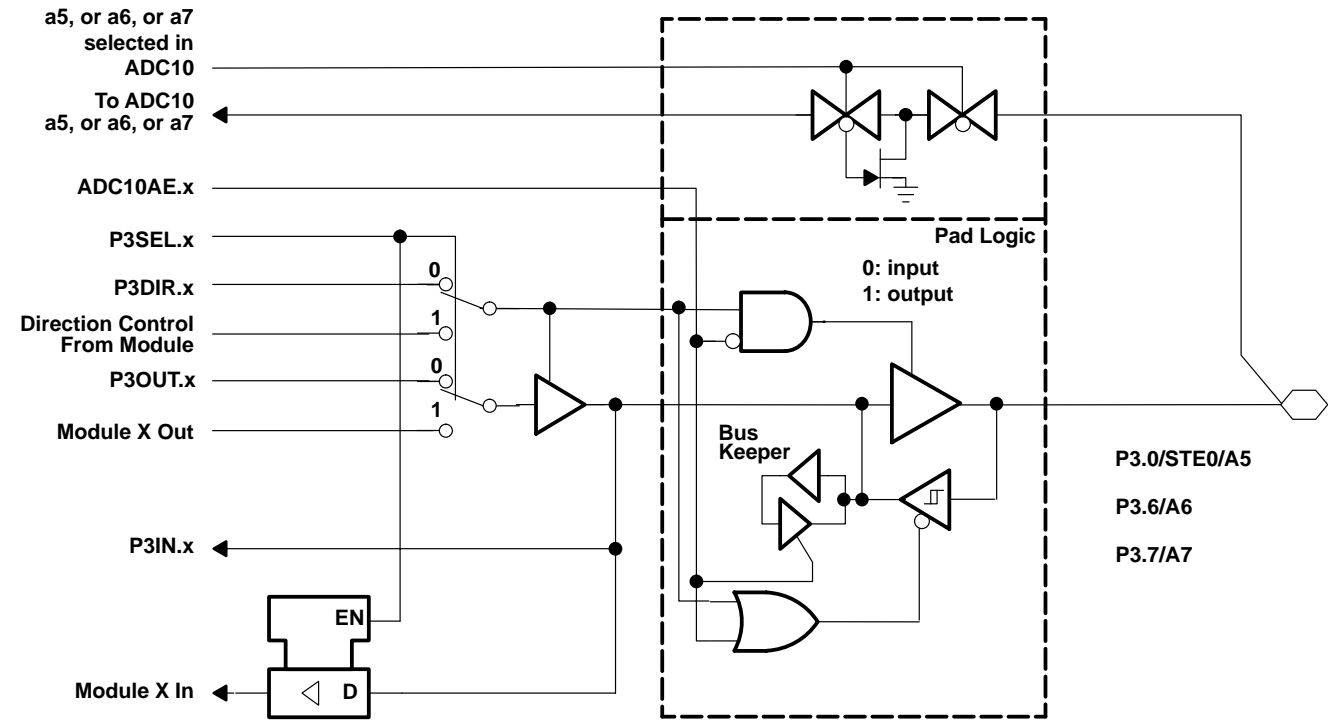 a5, or a6, or a7
selected in
ADC10
To ADC10
a5, or a6, or a7
ADC10AE.x
P3SEL.x
Pad Logic
0
P3DIR.x
0: input
1: output
Direction Control
From Module
1
P3OUT.x
0
1
Module X Out
Bus
Keeper
P3.0/STE0/A5
P3.6/A6
P3.7/A7
P3IN.x
EN
Module X In
D